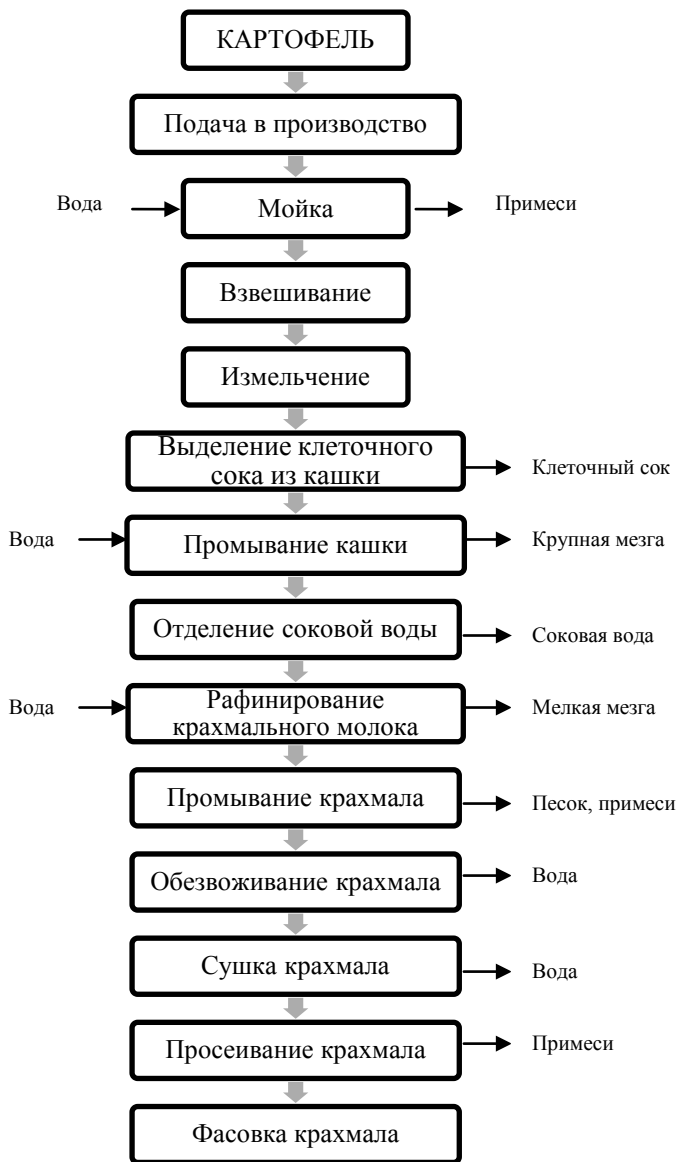 КАРТОФЕЛЬ
Подача в производство
Вода
Мойка
Примеси
Взвешивание
Измельчение
Выделение клеточного
сока из кашки
Клеточный сок
Вода
Промывание кашки
Крупная мезга
Отделение соковой воды
Соковая вода
Вода
Рафинирование
крахмального молока
Мелкая мезга
Промывание крахмала
Песок, примеси
Обезвоживание крахмала
Вода
Сушка крахмала
Вода
Просеивание крахмала
Примеси
Фасовка крахмала